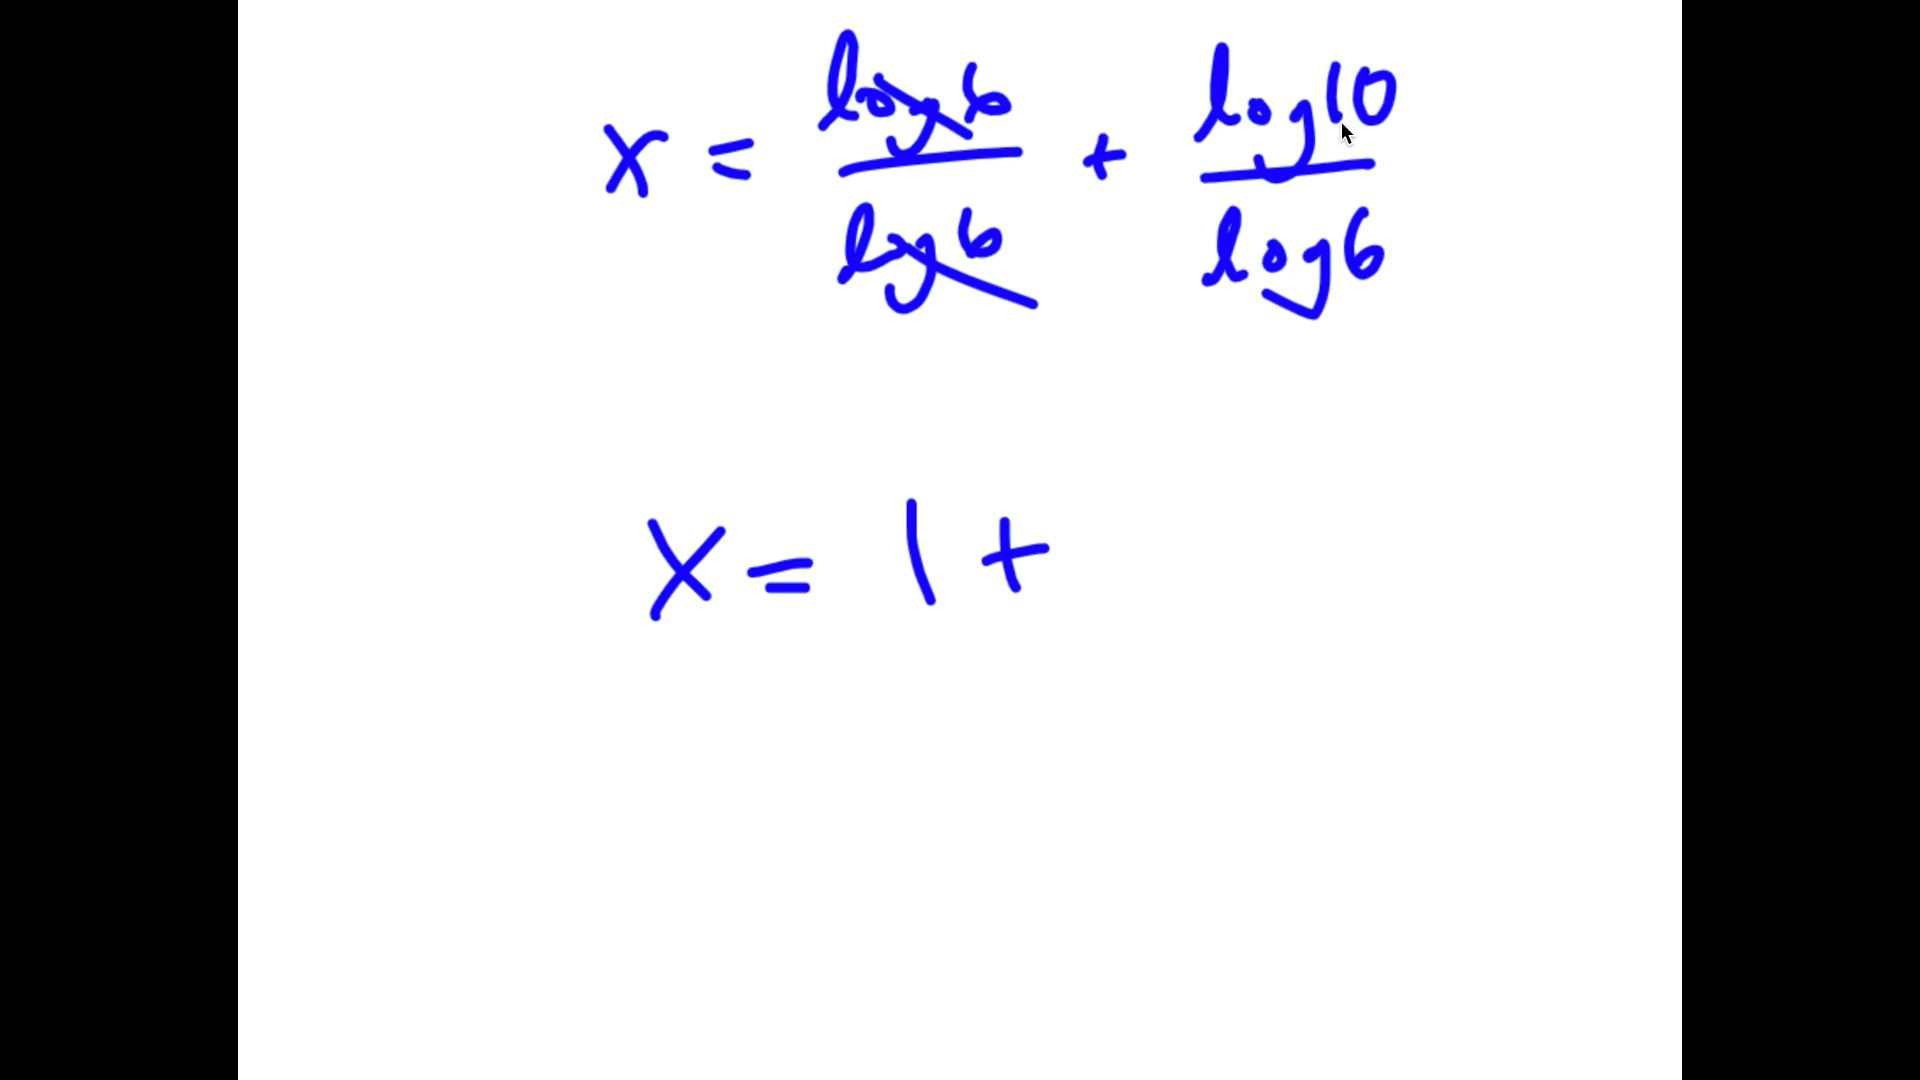 x = log6/log6 + log10/log6
x = 1 +